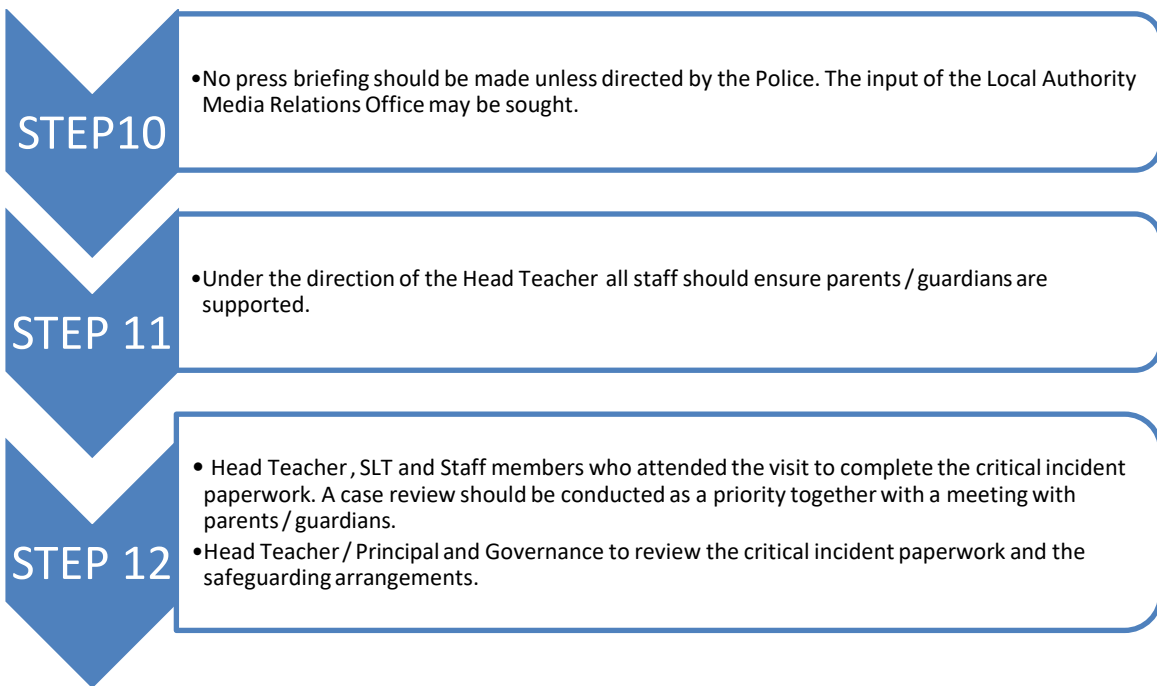 STEP10
•No press briefing should be made unless directed by the Police. The input of the Local Authority
Media Relations Office may be sought.
STEP 11
•Under the direction of the Head Teacher all staff should ensure parents / guardians are
supported.
STEP 12
• Head Teacher , SLT and Staff members who attended the visit to complete the critical incident
paperwork. A case review should be conducted as a priority together with a meeting with
parents / guardians.
•Head Teacher / Principal and Governance to review the critical incident paperwork and the
safeguarding arrangements.